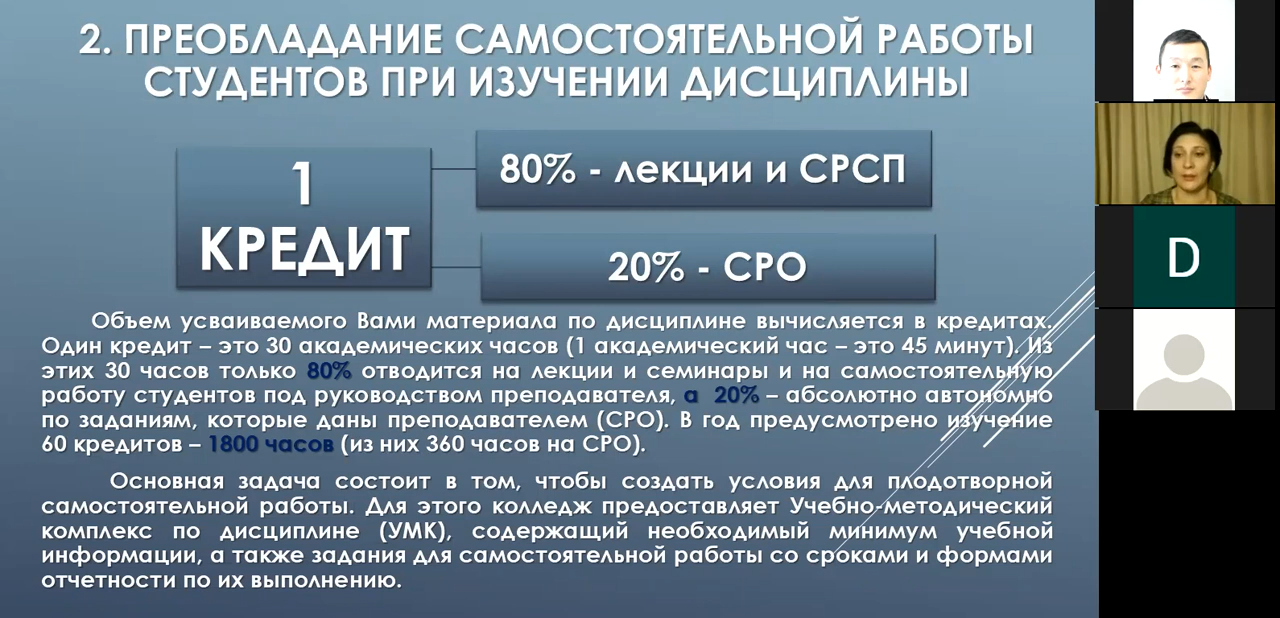 2. ПРЕОБЛАДАНИЕ САМОСТОЯТЕЛЬНОЙ РАБОТЫ
СТУДЕНТОВ ПРИ ИЗУЧЕНИИ ДИСЦИПЛИНЫ
1
КРЕДИТ
80% - лекции и СРСП
20% - СРО
Объем усваиваемого Вами материала по дисциплине вычисляется в кредитах.
Один кредит – это 30 академических часов (1 академический час – это 45 минут). Из
этих 30 часов только 80% отводится на лекции и семинары и на самостоятельную
работу студентов под руководством преподавателя, а 20% – абсолютно автономно
по заданиям, которые даны преподавателем (СРО). В год предусмотрено изучение
60 кредитов – 1800 часов (из них 360 часов на СРО).
Основная задача состоит в том, чтобы создать условия для плодотворной
самостоятельной работы. Для этого колледж предоставляет Учебно-методический
комплекс по дисциплине (УМК), содержащий необходимый минимум учебной
информации, а также задания для самостоятельной работы со сроками и формами
отчетности по их выполнению.
D